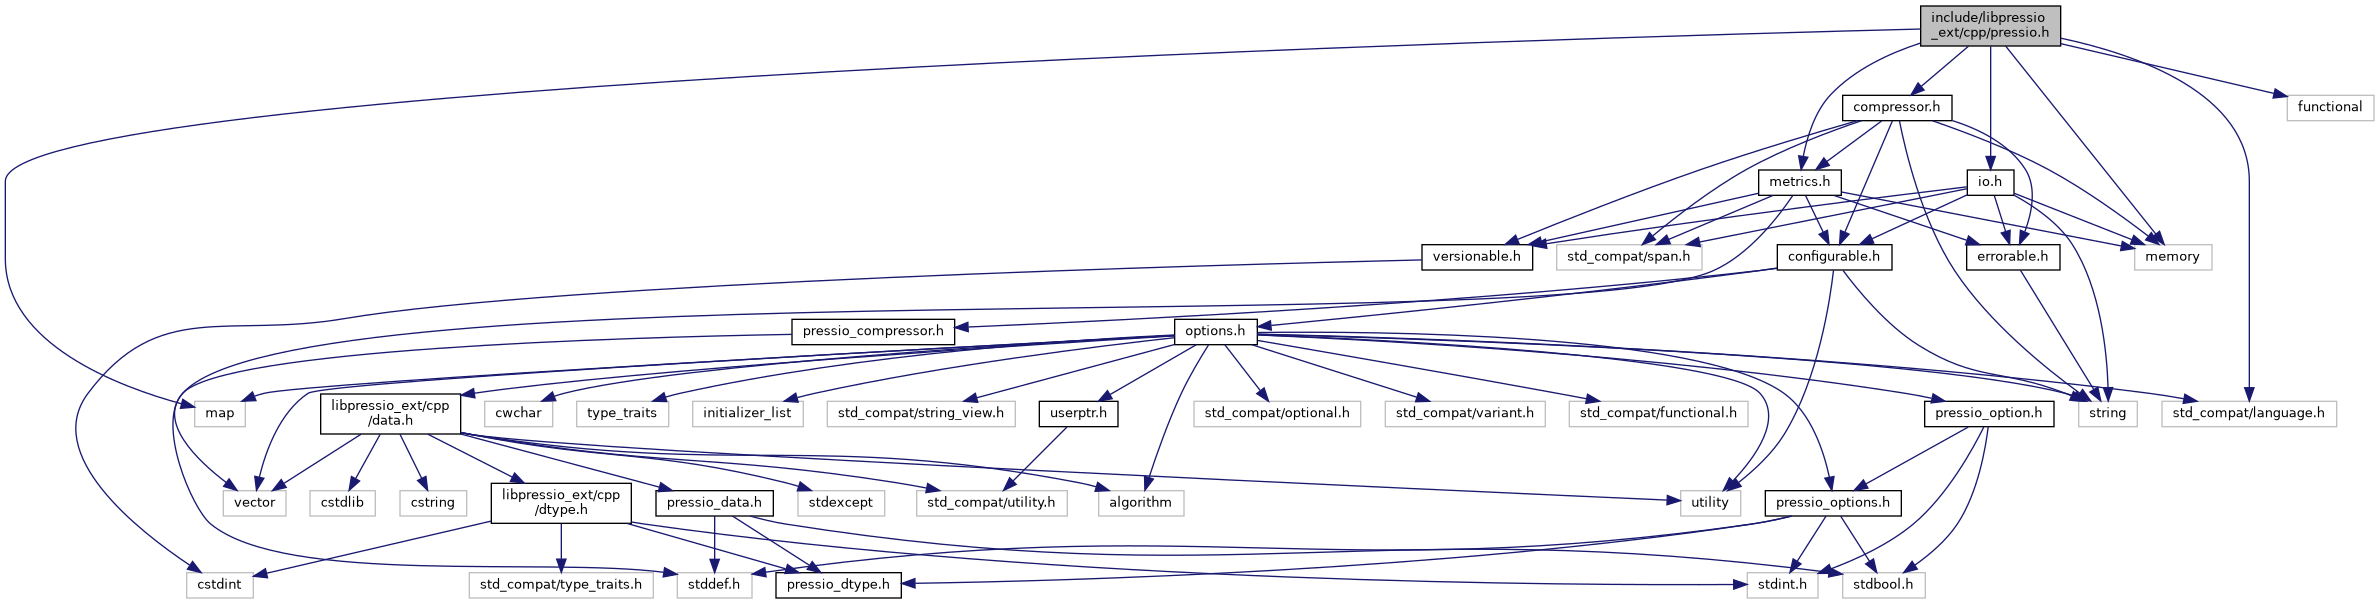 include/libpressio
_ext/cpp/pressio.h
compressor.h
functional
metrics.h
io.h
versionable.h
std_compat/span.h
configurable.h
errorable.h
memory
pressio_compressor.h
options.h
map
libpressio_ext/cpp
/data.h
cwchar
type_traits
initializer_list
std_compat/string_view.h
userptr.h
std_compat/optional.h
std_compat/variant.h
std_compat/functional.h
pressio_option.h
string
std_compat/language.h
vector
cstdlib
cstring
libpressio_ext/cpp
/dtype.h
pressio_data.h
stdexcept
std_compat/utility.h
algorithm
utility
pressio_options.h
cstdint
std_compat/type_traits.h
stddef.h
pressio_dtype.h
stdint.h
stdbool.h